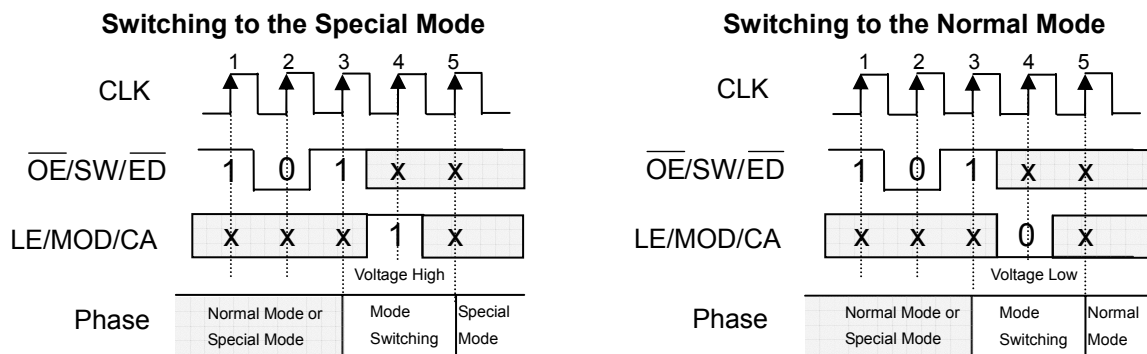 Switching to the Special Mode
1 2 3 4 5
CLK
OE/SW/ED 1 0 1 x x
LE/MOD/CA x x x 1 x
Voltage High
Phase
Normal Mode or
Special Mode
Mode
Switching
Special
Mode
Switching to the Normal Mode
1 2 3 4 5
CLK
OE/SW/ED 1 0 1 x x
LE/MOD/CA x x x 0 x
Voltage Low
Phase
Normal Mode or
Special Mode
Mode
Switching
Normal
Mode